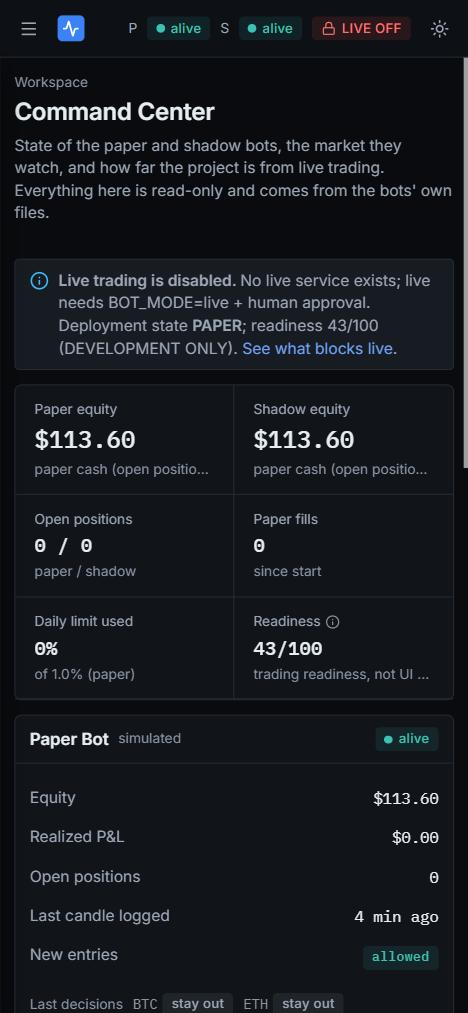 P alive S alive LIVE OFF
Workspace
Command Center
State of the paper and shadow bots, the market they
watch, and how far the project is from live trading.
Everything here is read-only and comes from the bots' own
files.
Live trading is disabled. No live service exists; live
needs BOT_MODE=live + human approval.
Deployment state PAPER; readiness 43/100
(DEVELOPMENT ONLY). See what blocks live.
Paper equity
$113.60
paper cash (open positio...
Shadow equity
$113.60
paper cash (open positio...
Open positions
0 / 0
paper / shadow
Paper fills
0
since start
Daily limit used
0%
of 1.0% (paper)
Readiness
43/100
trading readiness, not UI ...
Paper Bot simulated alive
Equity $113.60
Realized P&L $0.00
Open positions 0
Last candle logged 4 min ago
New entries allowed
Last decisions BTC stay out ETH stay out